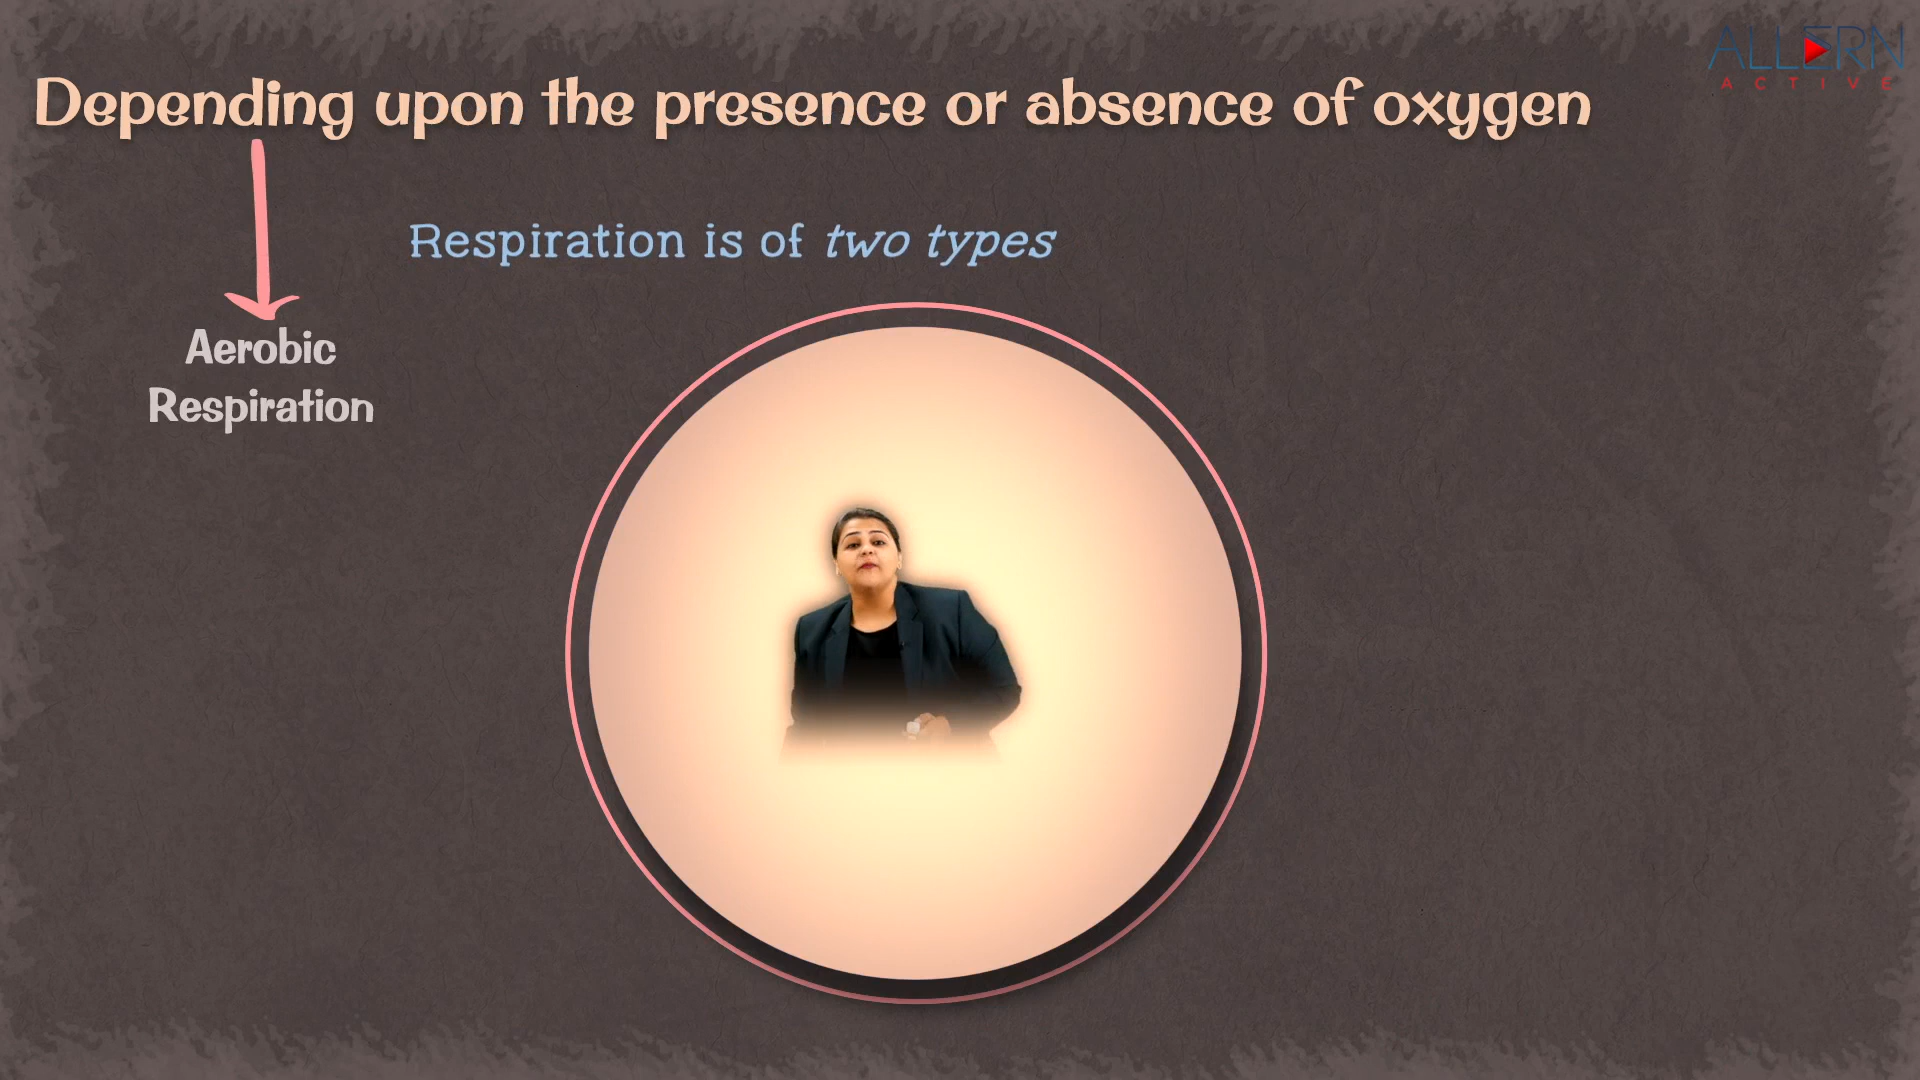 ALLERN
ACTIVE
Depending upon the presence or absence of oxygen
Respiration is of two types
Aerobic
Respiration